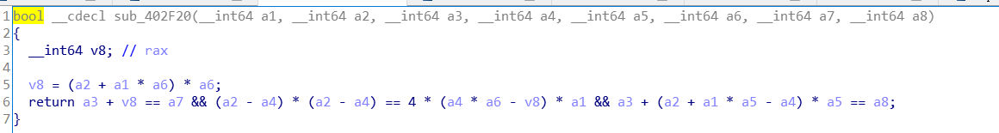 1 bool __cdecl sub_402F20(__int64 a1, __int64 a2, __int64 a3, __int64 a4, __int64 a5, __int64 a6, __int64 a7, __int64 a8)
2 {
3   __int64 v8; // rax
4
5   v8 = (a2 + a1 * a6) * a6;
6   return a3 + v8 == a7 && (a2 - a4) * (a2 - a4) == 4 * (a4 * a6 - v8) * a1 && a3 + (a2 + a1 * a5 - a4) * a5 == a8;
7 }